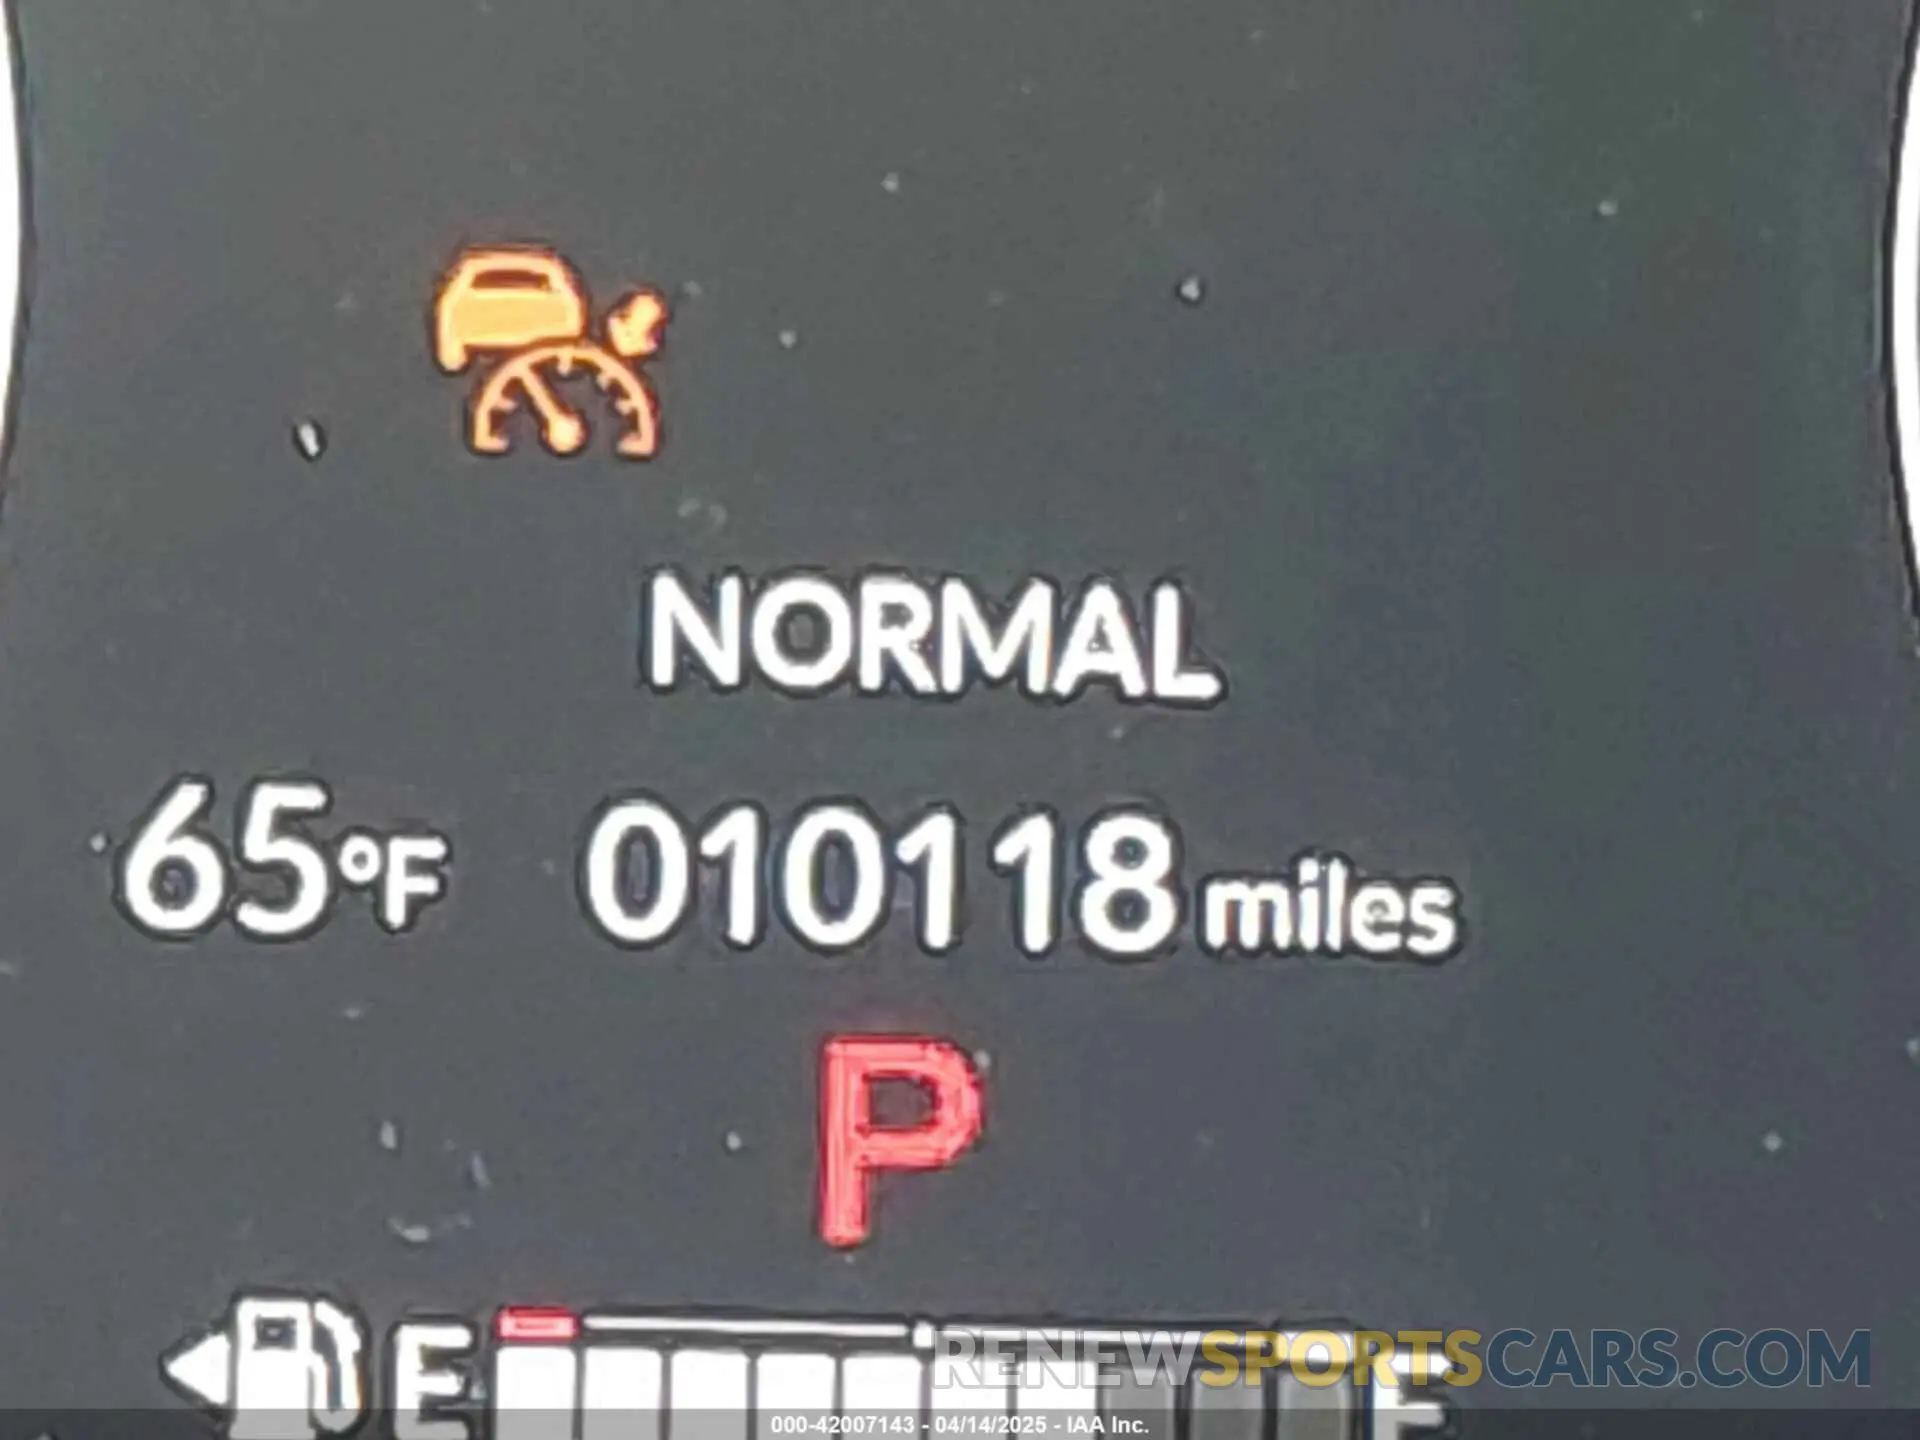 NORMAL
65°F 010118 miles
P
E F
RENEWSPORTSCARS.COM
000-42007143 - 04/14/2025 - IAA Inc.